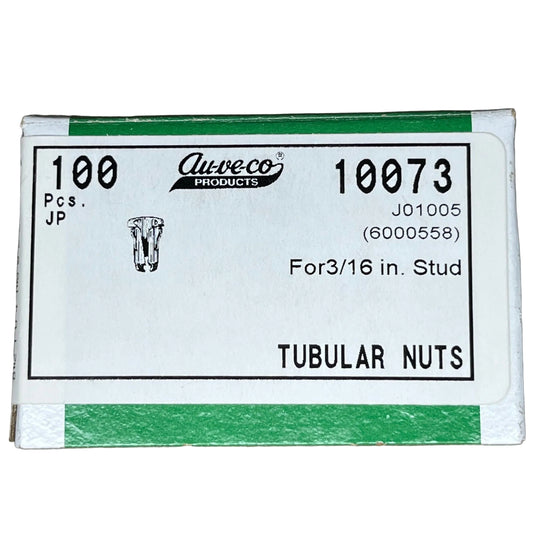 100
Pcs.
JP
au-ve-co®
PRODUCTS
10073
J01005
(6000558)
For3/16 in. Stud
TUBULAR NUTS